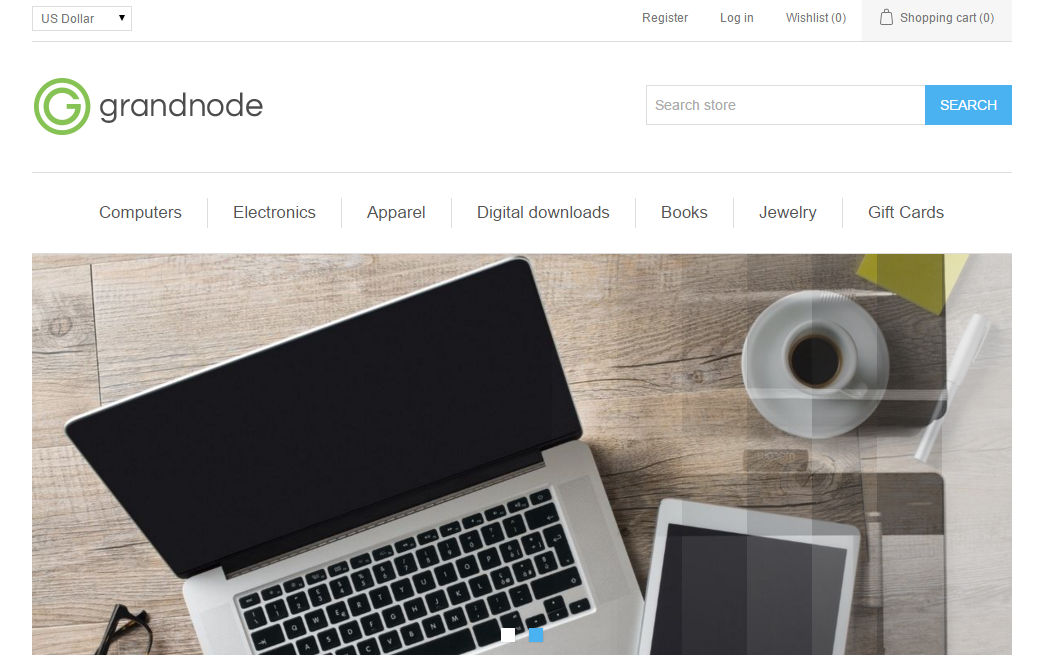 US Dollar
Register Log in Wishlist (0) Shopping cart (0)
grandnode
Search store SEARCH
Computers Electronics Apparel Digital downloads Books Jewelry Gift Cards